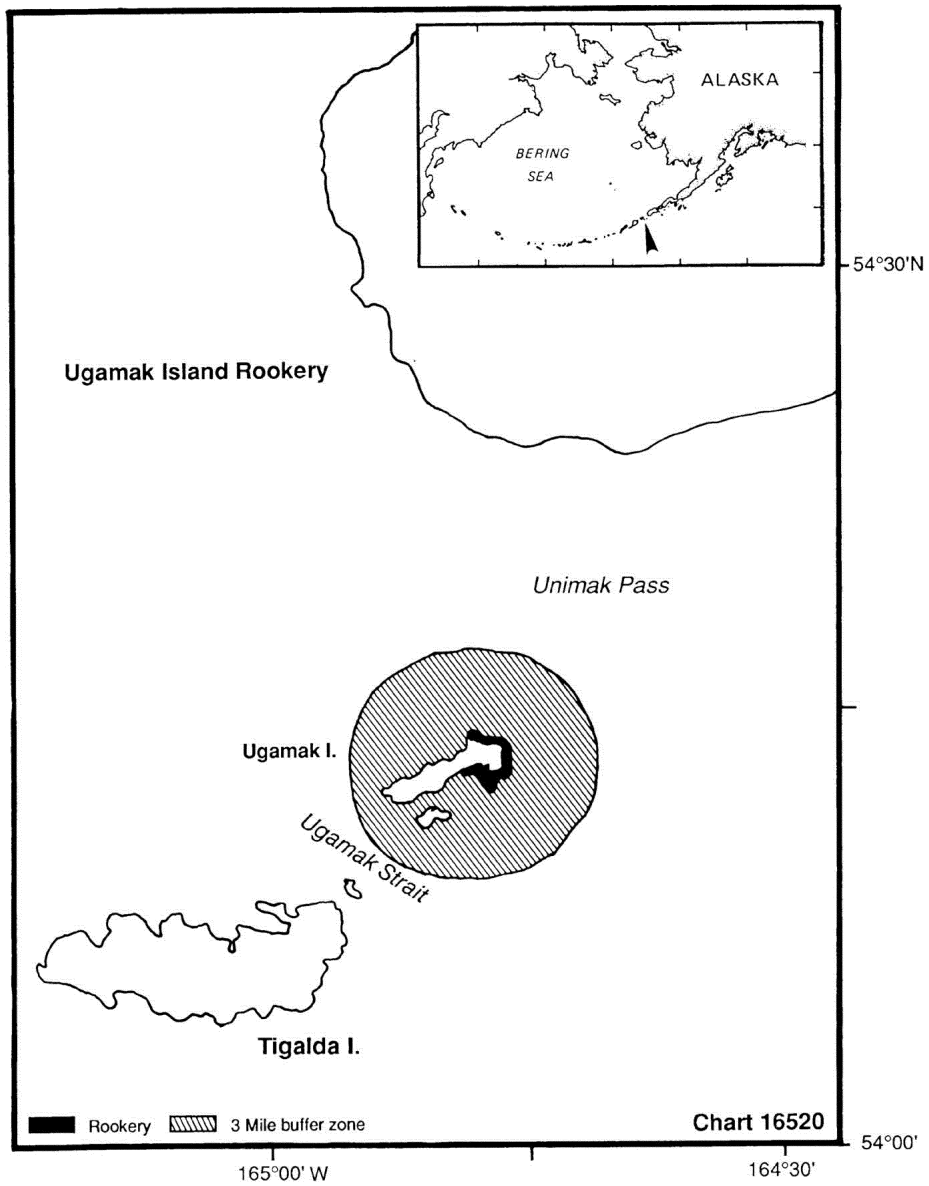 ALASKA
BERING
SEA
54°30'N
Ugamak Island Rookery
Unimak Pass
Ugamak I.
Ugamak Strait
Tigalda I.
Rookery
3 Mile buffer zone
Chart 16520
54°00'
165°00' W
164°30'